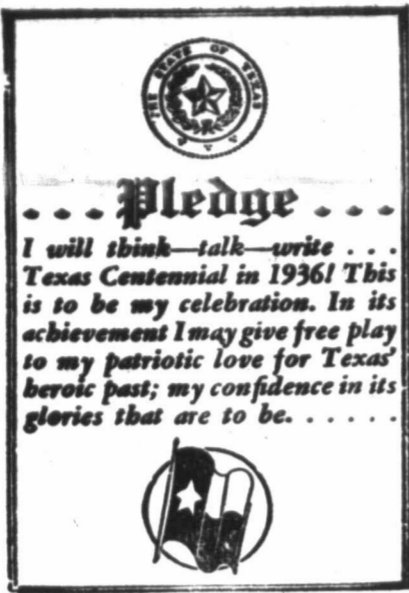 THE STATE OF TEXAS
. . . Pledge . . .
I will think—talk—write . . .
Texas Centennial in 1936! This
is to be my celebration. In its
achievement I may give free play
to my patriotic love for Texas'
heroic past; my confidence in its
glories that are to be. . . . . .